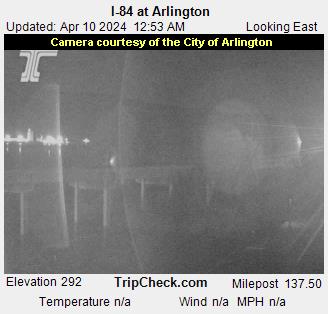 I-84 at Arlington
Updated: Apr 10 2024 12:53 AM Looking East
Camera courtesy of the City of Arlington
Elevation 292 TripCheck.com Milepost 137.50
Temperature n/a Wind n/a MPH n/a